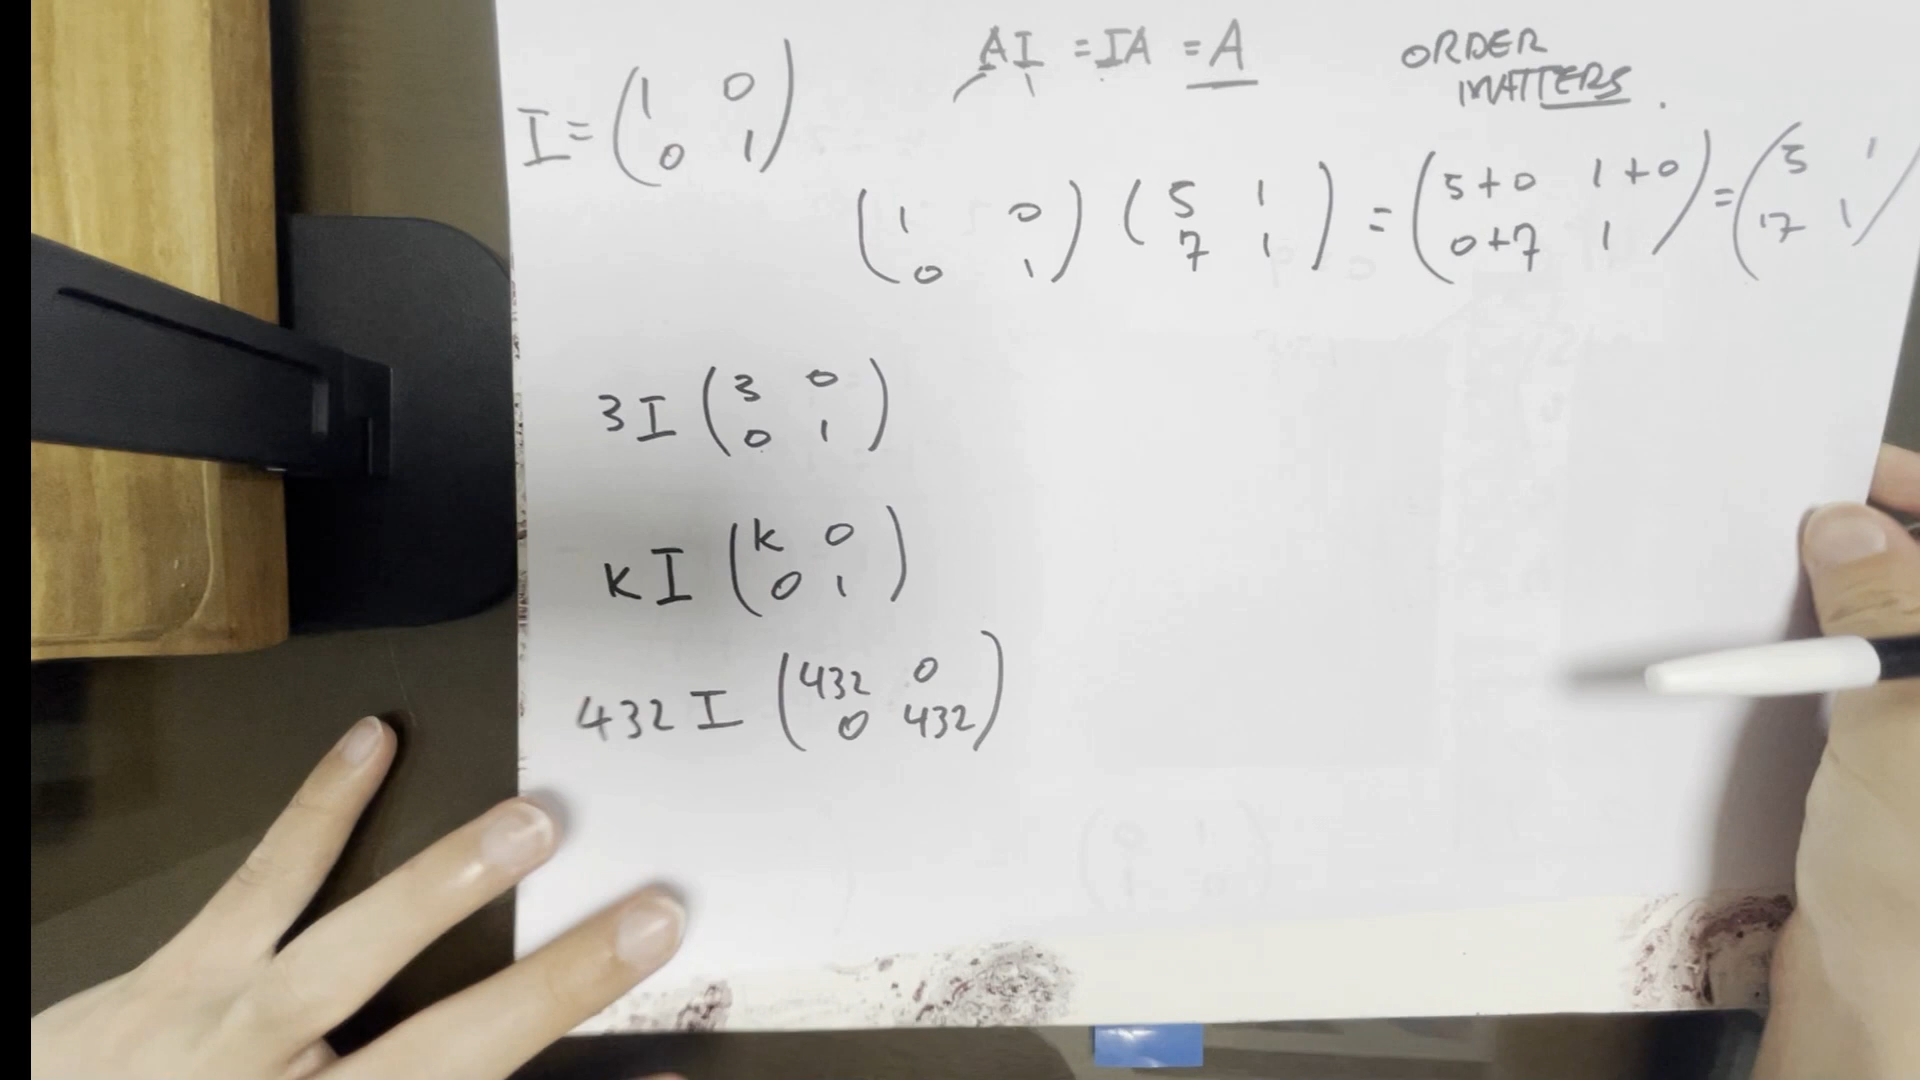 AI = IA = A
ORDER
MATTERS.
I = (1 0
0 1)
(1 0
0 1) (5 1
7 1) = (5+0 1+0
0+7 1) = (5 1
7 1)
3I (3 0
0 1)
kI (k 0
0 1)
432 I (432 0
0 432)